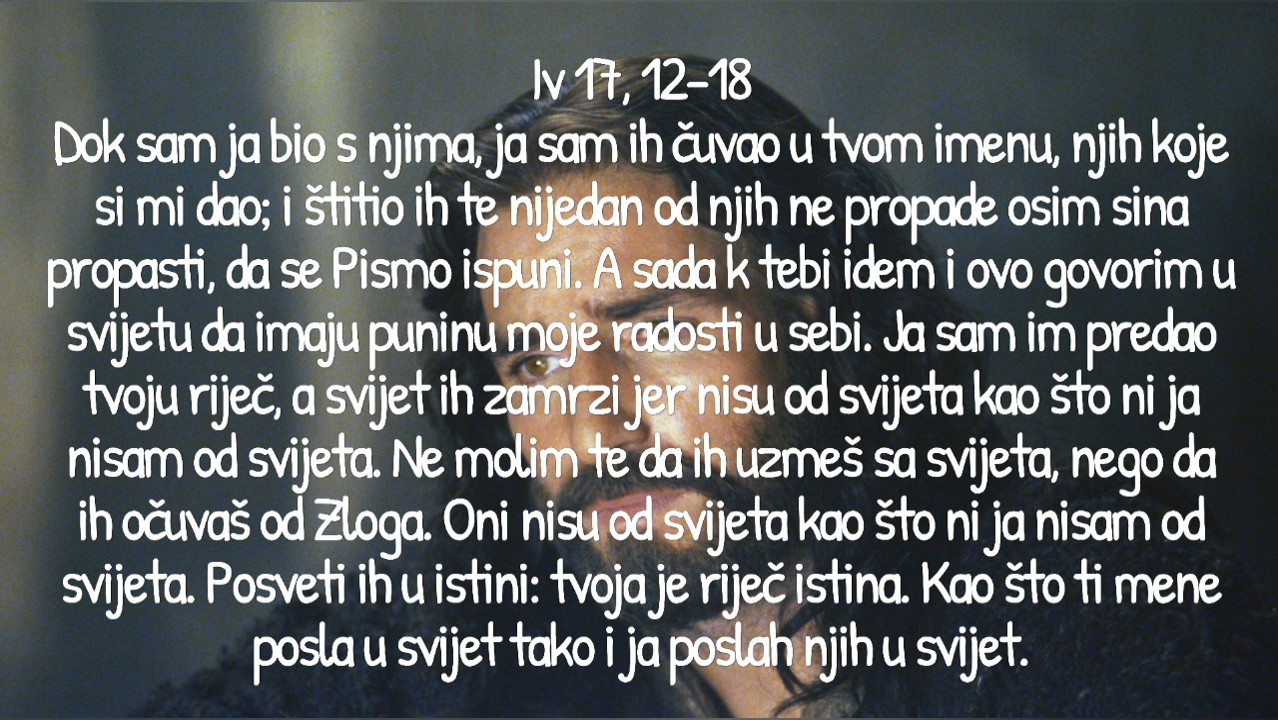 Iv 17, 12-18
Dok sam ja bio s njima, ja sam ih čuvao u tvom imenu, njih koje
si mi dao; i štitio ih te nijedan od njih ne propade osim sina
propasti, da se Pismo ispuni. A sada k tebi idem i ovo govorim u
svijetu da imaju puninu moje radosti u sebi. Ja sam im predao
tvoju riječ, a svijet ih zamrzi jer nisu od svijeta kao što ni ja
nisam od svijeta. Ne molim te da ih uzmeš sa svijeta, nego da
ih očuvaš od Zloga. Oni nisu od svijeta kao što ni ja nisam od
svijeta. Posveti ih u istini: tvoja je riječ istina. Kao što ti mene
posla u svijet tako i ja poslah njih u svijet.